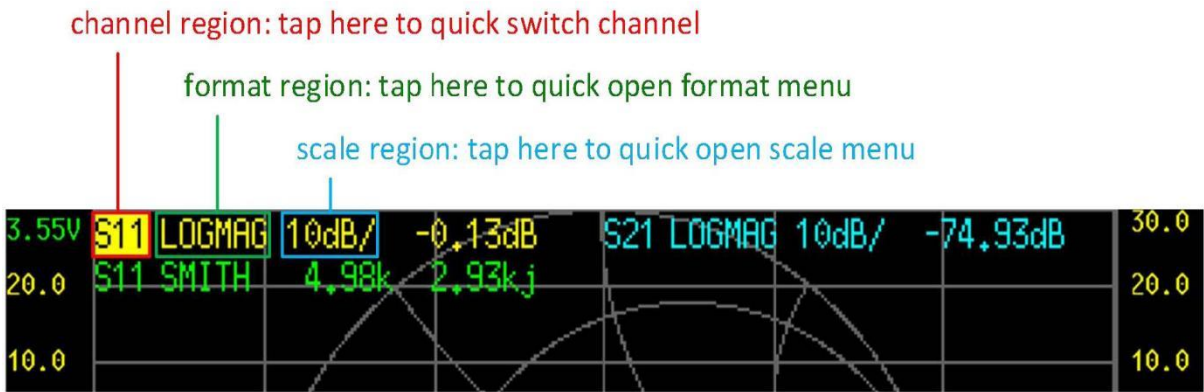 channel region: tap here to quick switch channel
format region: tap here to quick open format menu
scale region: tap here to quick open scale menu
3.55V S11 LOGMAG 10dB/ -0.13dB S21 LOGMAG 10dB/ -74.93dB 30.0
S11 SMITH 4.98k 2.93kj
20.0 20.0
10.0 10.0